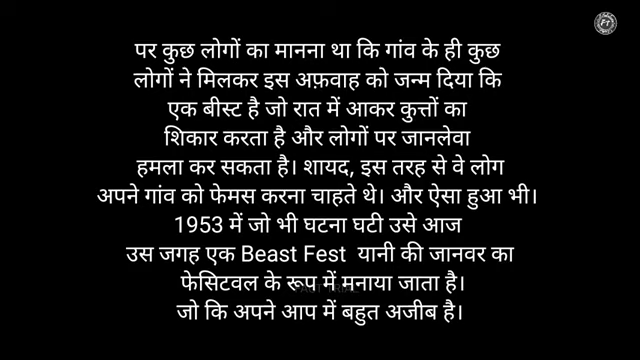 पर कुछ लोगों का मानना था कि गांव के ही कुछ
लोगों ने मिलकर इस अफ़वाह को जन्म दिया कि
एक बीस्ट है जो रात में आकर कुत्तों का
शिकार करता है और लोगों पर जानलेवा
हमला कर सकता है। शायद, इस तरह से वे लोग
अपने गांव को फेमस करना चाहते थे। और ऐसा हुआ भी।
1953 में जो भी घटना घटी उसे आज
उस जगह एक Beast Fest यानी की जानवर का
फेसिटवल के रूप में मनाया जाता है।
जो कि अपने आप में बहुत अजीब है।